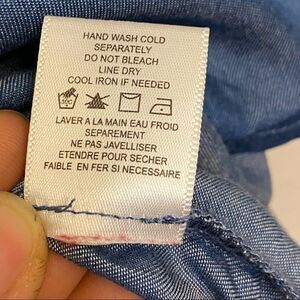 HAND WASH COLD
SEPARATELY
DO NOT BLEACH
LINE DRY
COOL IRON IF NEEDED
LAVER A LA MAIN EAU FROID
SEPAREMENT
NE PAS JAVELLISER
ETENDRE POUR SECHER
FAIBLE EN FER SI NECESSAIRE